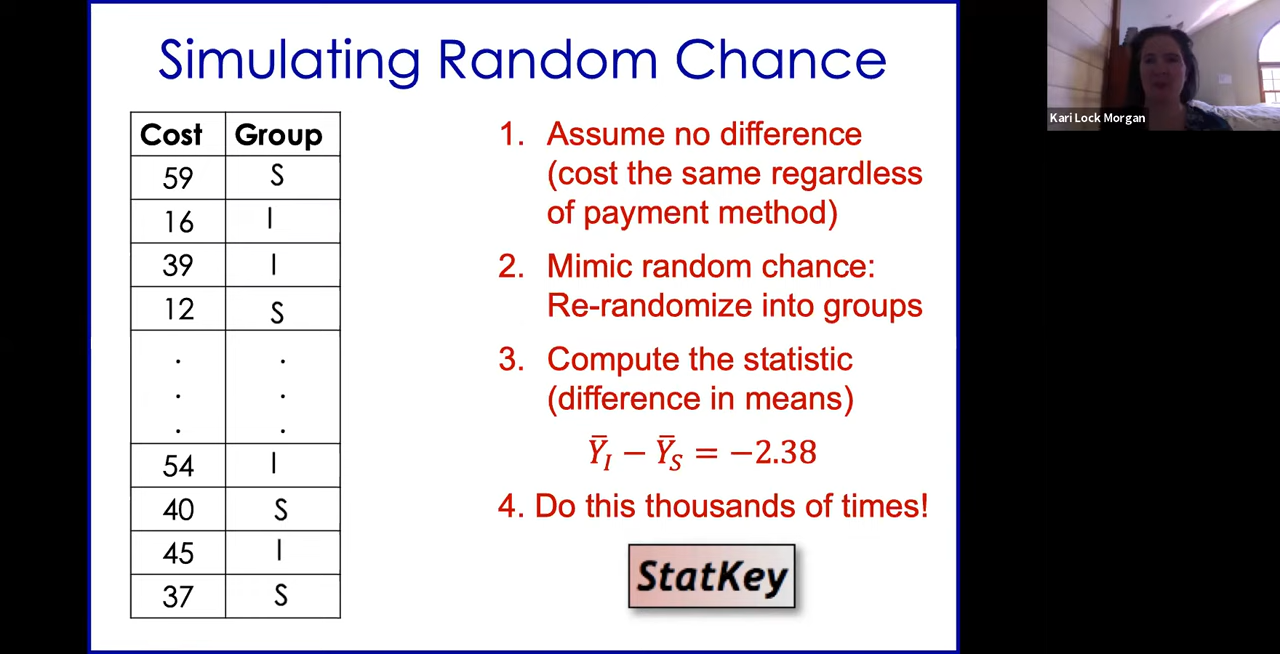 Simulating Random Chance
Cost Group
59 S
16 I
39 I
12 S
. .
. .
. .
54 I
40 S
45 I
37 S
1. Assume no difference
(cost the same regardless
of payment method)
2. Mimic random chance:
Re-randomize into groups
3. Compute the statistic
(difference in means)
Ȳ_I − Ȳ_S = −2.38
4. Do this thousands of times!
StatKey
Kari Lock Morgan